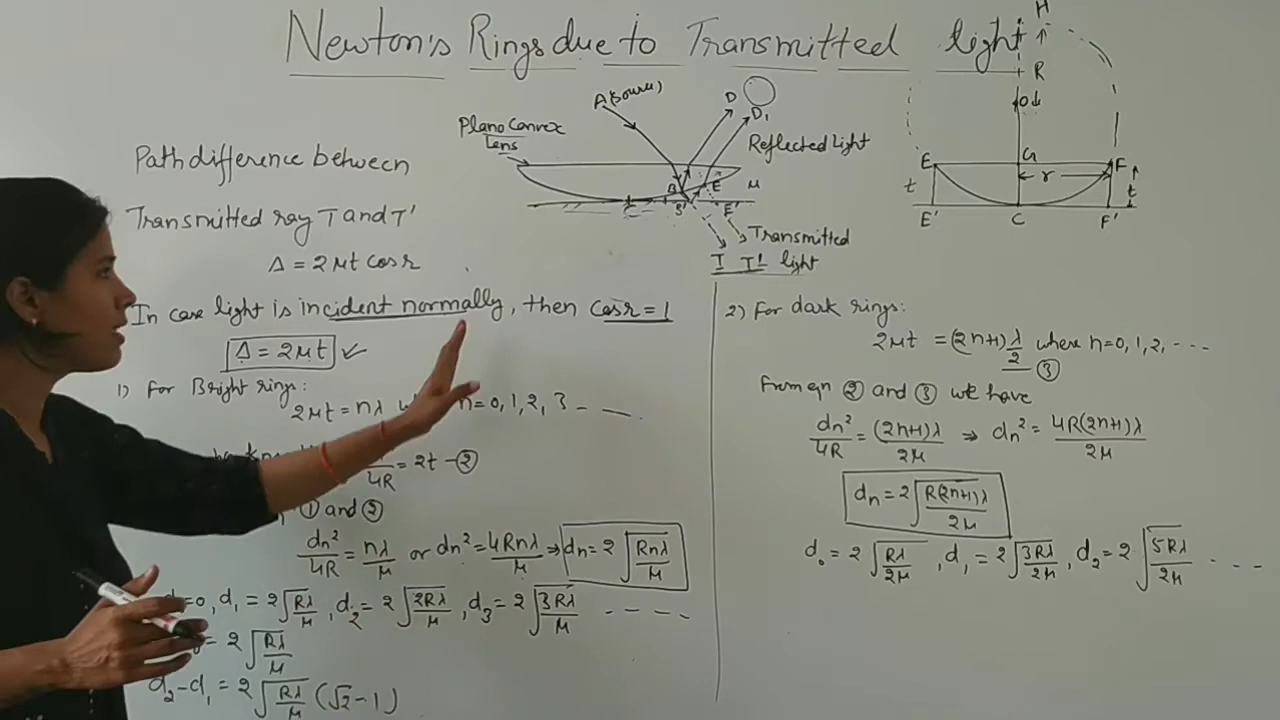 Newton's Rings due to Transmitted light
A(Source)
D
D₁
Plano Convex
Lens
Reflected Light
B
E
μ
C
S'
E'
Transmitted
T T' light
H
R
O
E
G
F
r
t
t
E'
C
F'
Path difference between
Transmitted ray T and T'
Δ = 2μt cosr
In case light is incident normally, then cosr = 1
Δ = 2μt ✓
1) For Bright rings:
2μt = nλ n=0, 1, 2, 3 - —.
4R = 2t -②
① and ②
dn²/4R = nλ/μ or dn² = 4Rnλ/μ ⇒ dn = 2√(Rnλ/μ)
=0, d₁ = 2√(Rλ/μ), d₂ = 2√(2Rλ/μ), d₃ = 2√(3Rλ/μ) - - - - -
= 2√(Rλ/μ)
d₂-d₁ = 2√(Rλ/μ) (√2-1)
2) For dark rings:
2μt = (2n+1)λ/2 where n=0, 1, 2, - - -
③
From eqn ② and ③ we have
dn²/4R = (2n+1)λ/2μ ⇒ dn² = 4R(2n+1)λ/2μ
dn = 2√(R(2n+1)λ/2μ)
d₀ = 2√(Rλ/2μ), d₁ = 2√(3Rλ/2μ), d₂ = 2√(5Rλ/2μ) - - - -